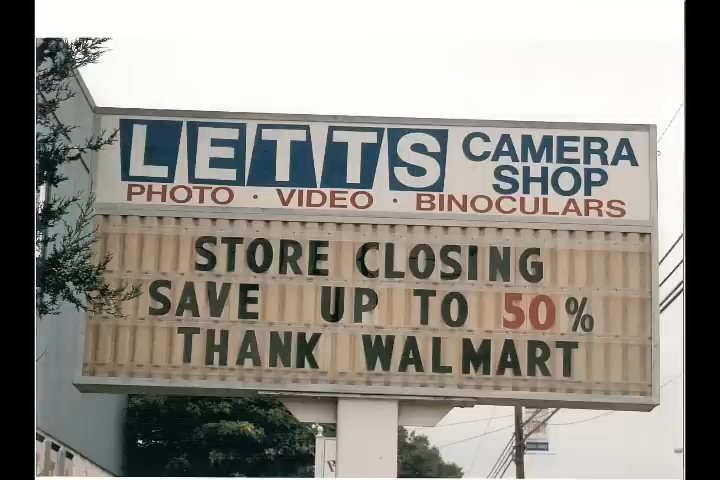 LETTS CAMERA SHOP
PHOTO · VIDEO · BINOCULARS
STORE CLOSING
SAVE UP TO 50%
THANK WALMART